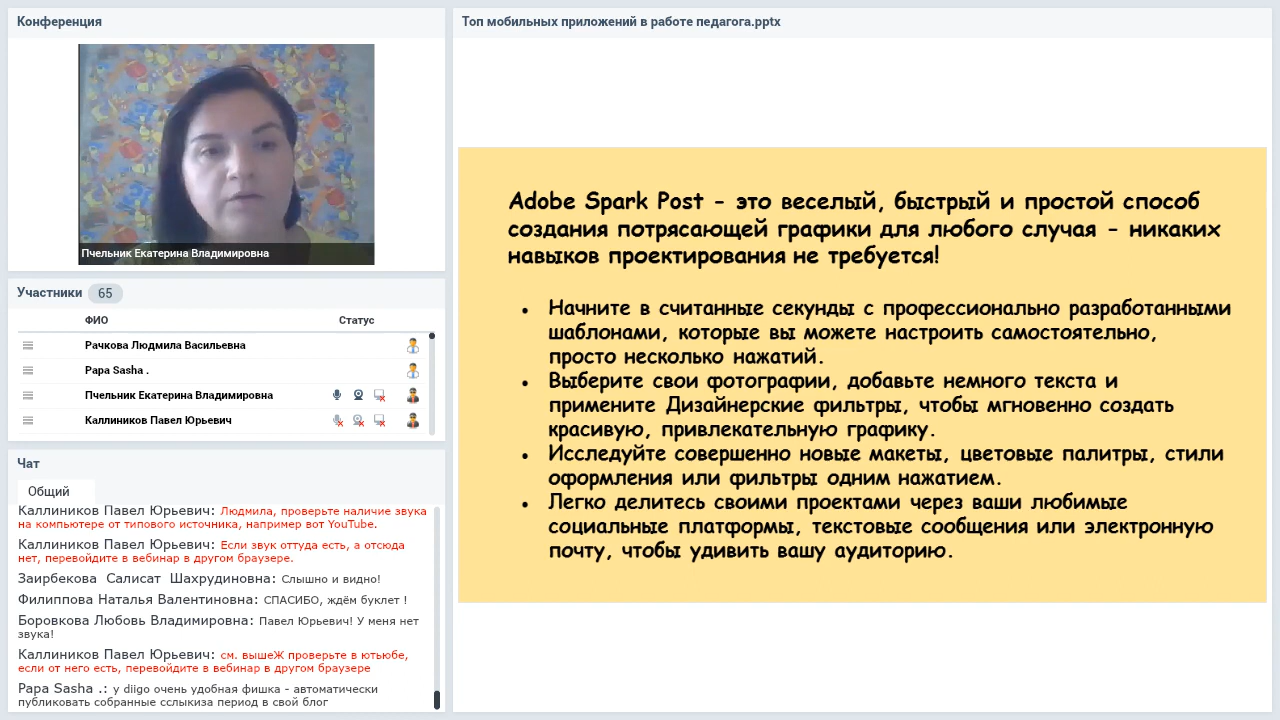 Конференция
Пчельник Екатерина Владимировна
Участники 65
ФИО Статус
Рачкова Людмила Васильевна
Papa Sasha .
Пчельник Екатерина Владимировна
Каллиников Павел Юрьевич
Чат
Общий
Каллиников Павел Юрьевич: Людмила, проверьте наличие звука
на компьютере от типового источника, например вот YouTube.
Каллиников Павел Юрьевич: Если звук оттуда есть, а отсюда
нет, перевойдите в вебинар в другом браузере.
Заирбекова Салисат Шахрудиновна: Слышно и видно!
Филиппова Наталья Валентиновна: СПАСИБО, ждём буклет !
Боровкова Любовь Владимировна: Павел Юрьевич! У меня нет
звука!
Каллиников Павел Юрьевич: см. вышеЖ проверьте в ютьюбе,
если от него есть, перевойдите в вебинар в другом браузере
Papa Sasha .: у diigo очень удобная фишка - автоматически
публиковать собранные сслыкиза период в свой блог
Топ мобильных приложений в работе педагога.pptx
Adobe Spark Post - это веселый, быстрый и простой способ
создания потрясающей графики для любого случая - никаких
навыков проектирования не требуется!
• Начните в считанные секунды с профессионально разработанными
шаблонами, которые вы можете настроить самостоятельно,
просто несколько нажатий.
• Выберите свои фотографии, добавьте немного текста и
примените Дизайнерские фильтры, чтобы мгновенно создать
красивую, привлекательную графику.
• Исследуйте совершенно новые макеты, цветовые палитры, стили
оформления или фильтры одним нажатием.
• Легко делитесь своими проектами через ваши любимые
социальные платформы, текстовые сообщения или электронную
почту, чтобы удивить вашу аудиторию.